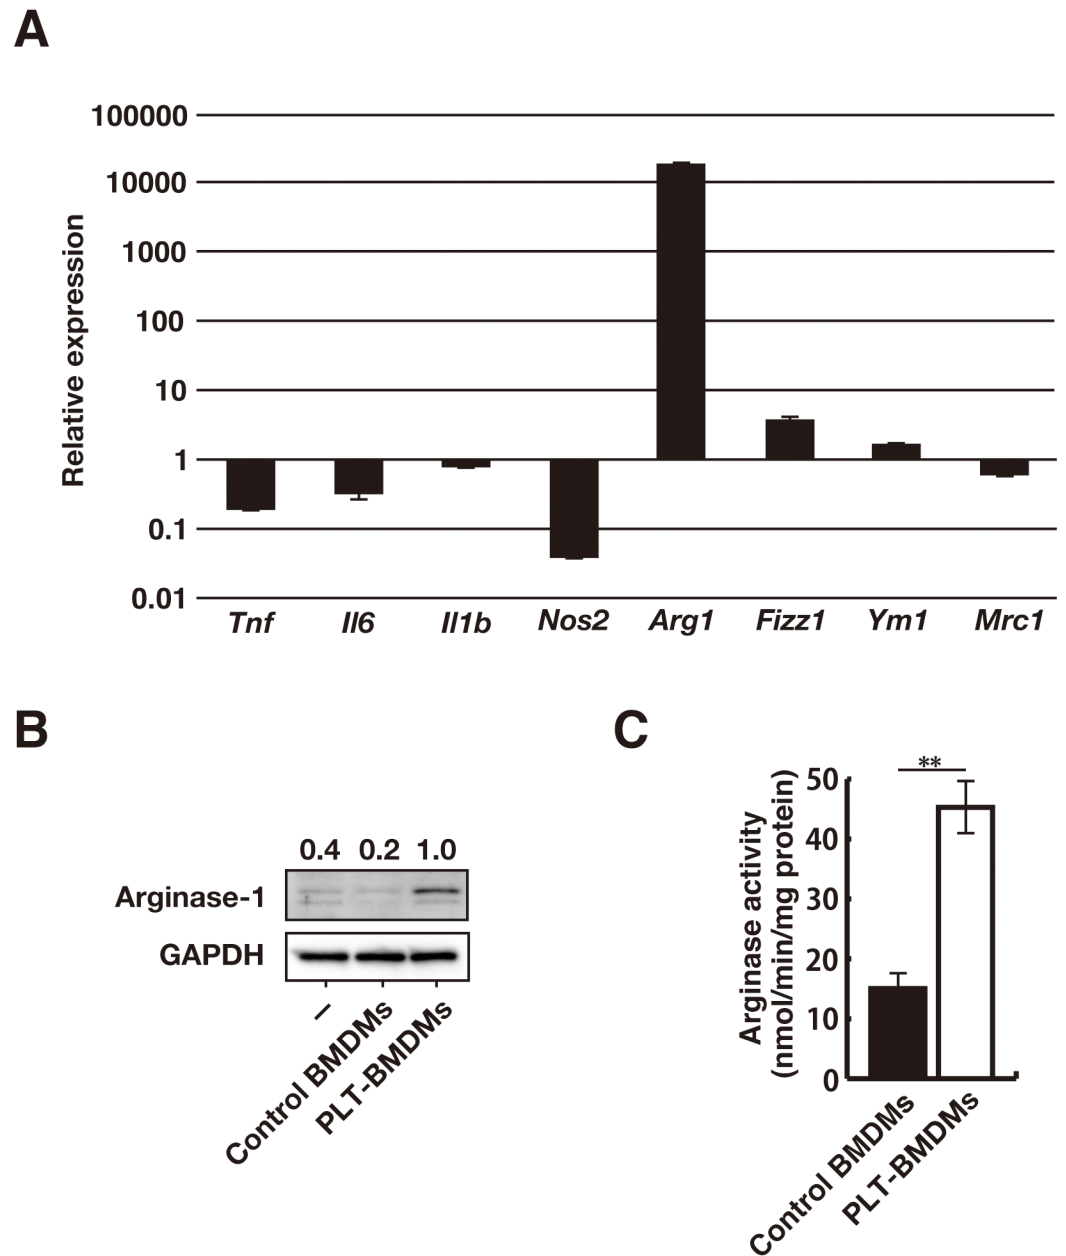 A
100000
10000
1000
100
10
1
0.1
0.01
Relative expression
Tnf Il6 Il1b Nos2 Arg1 Fizz1 Ym1 Mrc1
B
0.4 0.2 1.0
Arginase-1
GAPDH
–
Control BMDMs
PLT-BMDMs
C
**
Arginase activity
(nmol/min/mg protein)
50
40
30
20
10
0
Control BMDMs
PLT-BMDMs